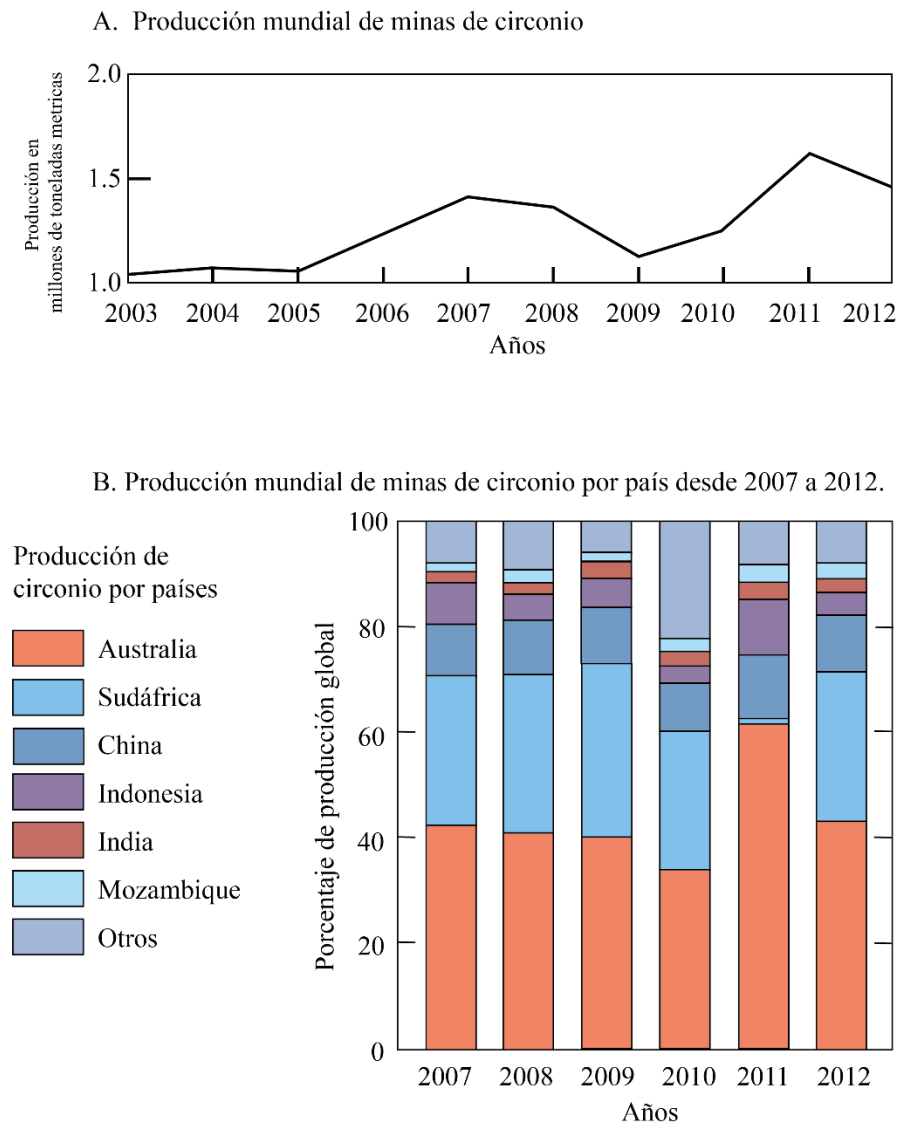 A. Producción mundial de minas de circonio
Producción en
millones de toneladas metricas
2.0
1.5
1.0
2003 2004 2005 2006 2007 2008 2009 2010 2011 2012
Años
B. Producción mundial de minas de circonio por país desde 2007 a 2012.
Producción de
circonio por países
Australia
Sudáfrica
China
Indonesia
India
Mozambique
Otros
Porcentaje de producción global
100
80
60
40
20
0
2007 2008 2009 2010 2011 2012
Años